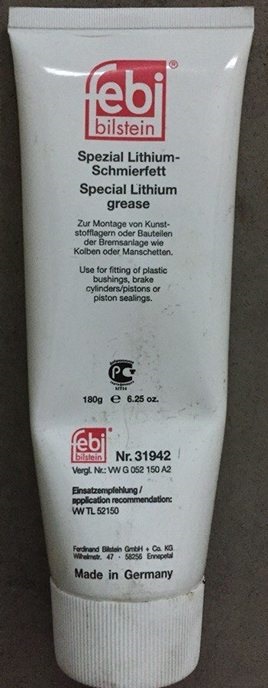 febi®
bilstein
Spezial Lithium-
Schmierfett
Special Lithium
grease
Zur Montage von Kunst-
stofflagern oder Bauteilen
der Bremsanlage wie
Kolben oder Manschetten.
Use for fitting of plastic
bushings, brake
cylinders/pistons or
piston sealings.
180g ℮ 6.25 oz.
febi
bilstein
Nr. 31942
Vergl. Nr.: VW G 052 150 A2
Einsatzempfehlung /
application recommendation:
VW TL 52150
Ferdinand Bilstein GmbH + Co. KG
Wilhelmstr. 47 · 58256 Ennepetal
Made in Germany